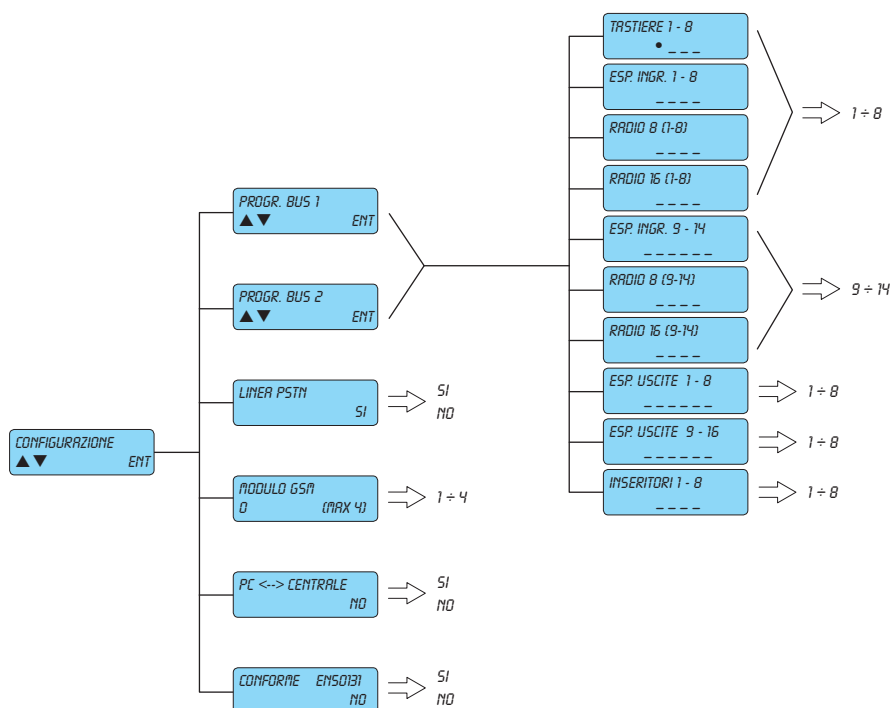 TASTIERE 1 - 8
• _ _ _
ESP. INGR. 1 - 8
_ _ _ _
RADIO 8 (1-8)
_ _ _ _
RADIO 16 (1-8)
_ _ _ _
1 ÷ 8
ESP. INGR. 9 - 14
_ _ _ _ _ _
RADIO 8 (9-14)
_ _ _ _
RADIO 16 (9-14)
_ _ _ _
9 ÷ 14
ESP. USCITE 1 - 8
_ _ _ _ _ _
1 ÷ 8
ESP. USCITE 9 - 16
_ _ _ _ _ _
1 ÷ 8
INSERITORI 1 - 8
_ _ _ _
1 ÷ 8
PROGR. BUS 1
▲ ▼ ENT
PROGR. BUS 2
▲ ▼ ENT
LINEA PSTN
SI
SI
NO
CONFIGURAZIONE
▲ ▼ ENT
MODULO GSM
0 (MAX 4)
1 ÷ 4
PC <--> CENTRALE
NO
SI
NO
CONFORME EN50131
NO
SI
NO